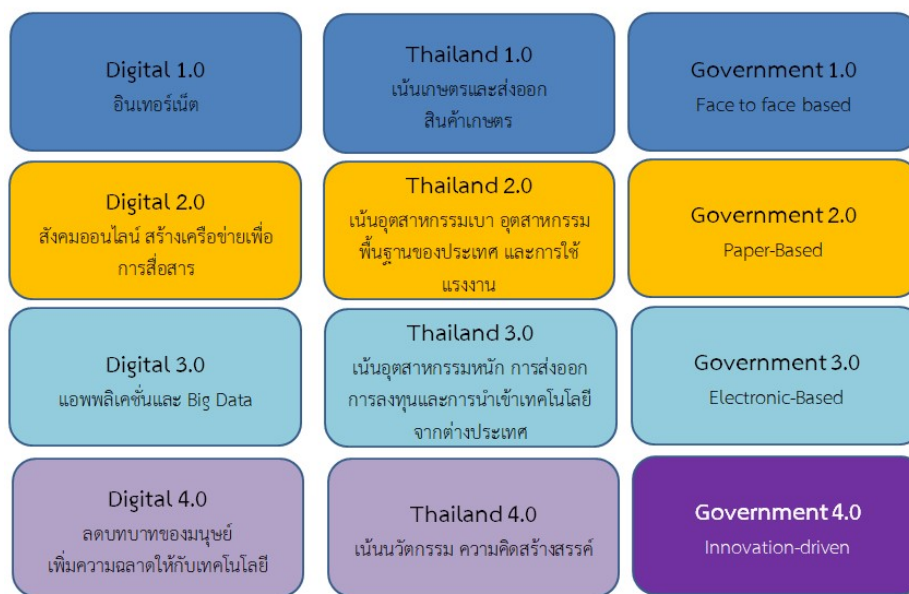 Digital 1.0
อินเทอร์เน็ต
Thailand 1.0
เน้นเกษตรและส่งออก
สินค้าเกษตร
Government 1.0
Face to face based
Digital 2.0
สังคมออนไลน์ สร้างเครือข่ายเพื่อ
การสื่อสาร
Thailand 2.0
เน้นอุตสาหกรรมเบา อุตสาหกรรม
พื้นฐานของประเทศ และการใช้
แรงงาน
Government 2.0
Paper-Based
Digital 3.0
แอพพลิเคชั่นและ Big Data
Thailand 3.0
เน้นอุตสาหกรรมหนัก การส่งออก
การลงทุนและการนำเข้าเทคโนโลยี
จากต่างประเทศ
Government 3.0
Electronic-Based
Digital 4.0
ลดบทบาทของมนุษย์
เพิ่มความฉลาดให้กับเทคโนโลยี
Thailand 4.0
เน้นนวัตกรรม ความคิดสร้างสรรค์
Government 4.0
Innovation-driven